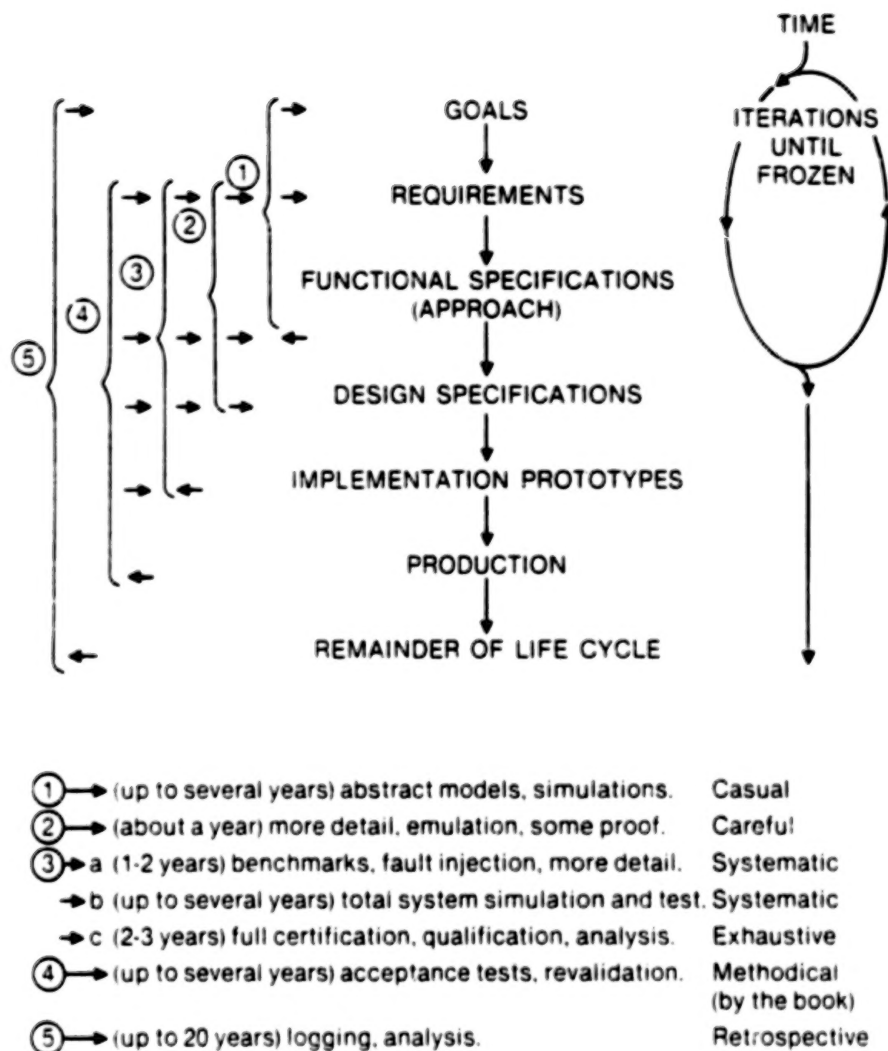 TIME
GOALS
ITERATIONS
UNTIL
FROZEN
①
REQUIREMENTS
②
③
FUNCTIONAL SPECIFICATIONS
(APPROACH)
④
⑤
DESIGN SPECIFICATIONS
IMPLEMENTATION PROTOTYPES
PRODUCTION
REMAINDER OF LIFE CYCLE
① (up to several years) abstract models, simulations. Casual
② (about a year) more detail, emulation, some proof. Careful
③ a (1-2 years) benchmarks, fault injection, more detail. Systematic
b (up to several years) total system simulation and test. Systematic
c (2-3 years) full certification, qualification, analysis. Exhaustive
④ (up to several years) acceptance tests, revalidation. Methodical
(by the book)
⑤ (up to 20 years) logging, analysis. Retrospective